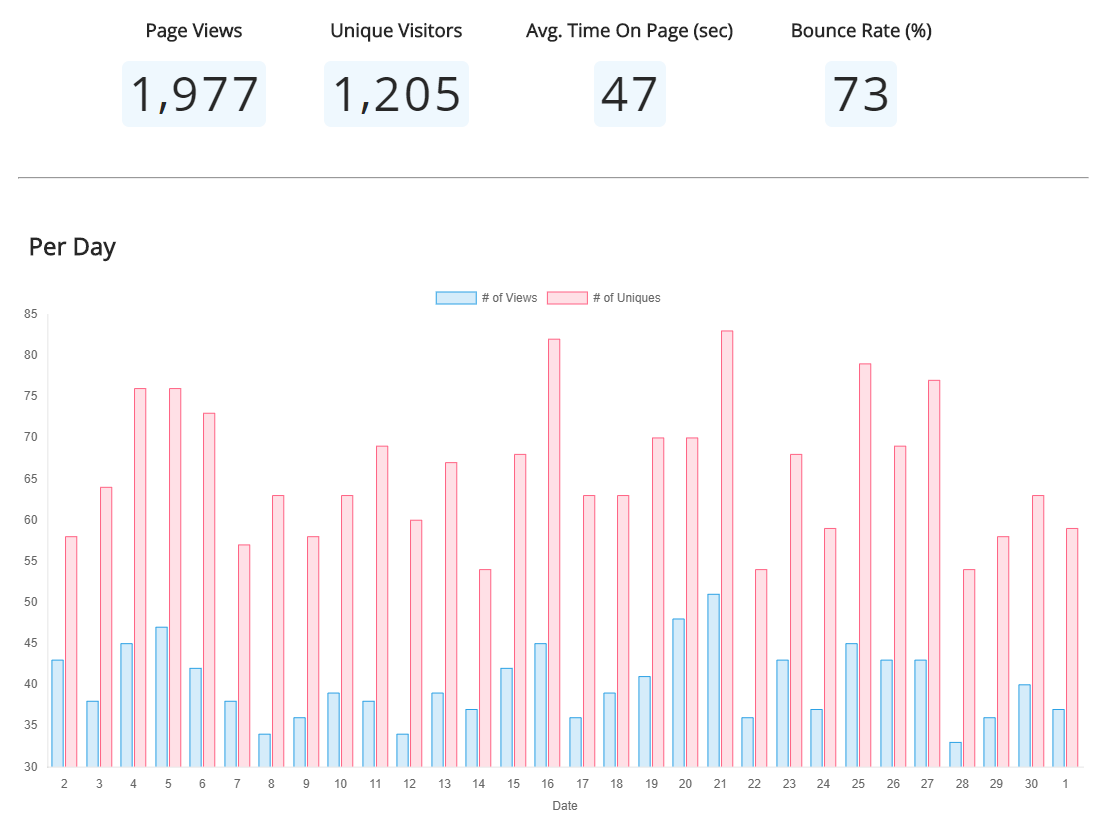 Page Views Unique Visitors Avg. Time On Page (sec) Bounce Rate (%)
1,977 1,205 47 73
Per Day
# of Views # of Uniques
85
80
75
70
65
60
55
50
45
40
35
30
2 3 4 5 6 7 8 9 10 11 12 13 14 15 16 17 18 19 20 21 22 23 24 25 26 27 28 29 30 1
Date